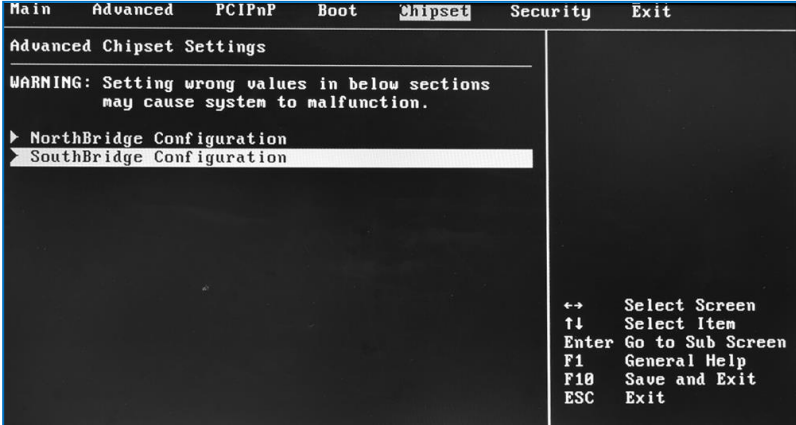 Main Advanced PCIPnP Boot Chipset Security Exit
Advanced Chipset Settings
WARNING: Setting wrong values in below sections
may cause system to malfunction.
NorthBridge Configuration
SouthBridge Configuration
←→ Select Screen
↑↓ Select Item
Enter Go to Sub Screen
F1 General Help
F10 Save and Exit
ESC Exit